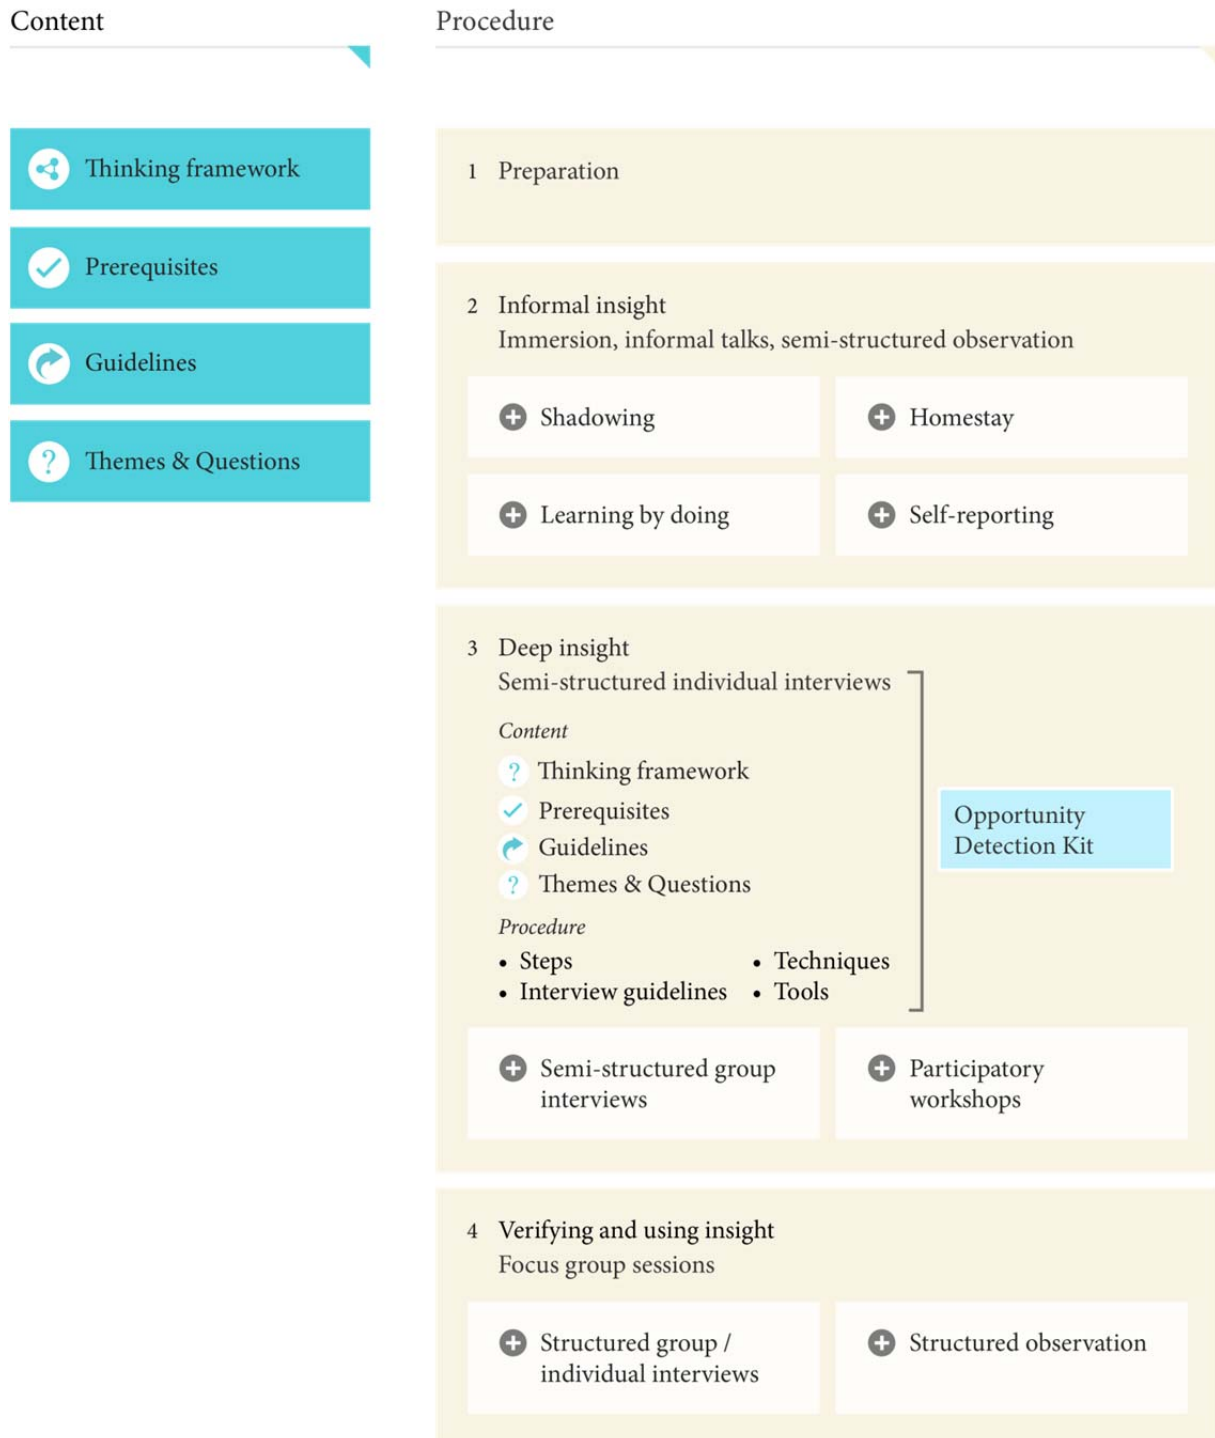 Content
Thinking framework
Prerequisites
Guidelines
? Themes & Questions
Procedure
1 Preparation
2 Informal insight
Immersion, informal talks, semi-structured observation
Shadowing
Homestay
Learning by doing
Self-reporting
3 Deep insight
Semi-structured individual interviews
Content
? Thinking framework
Prerequisites
Guidelines
? Themes & Questions
Procedure
• Steps
• Interview guidelines
• Techniques
• Tools
Opportunity
Detection Kit
Semi-structured group
interviews
Participatory
workshops
4 Verifying and using insight
Focus group sessions
Structured group /
individual interviews
Structured observation